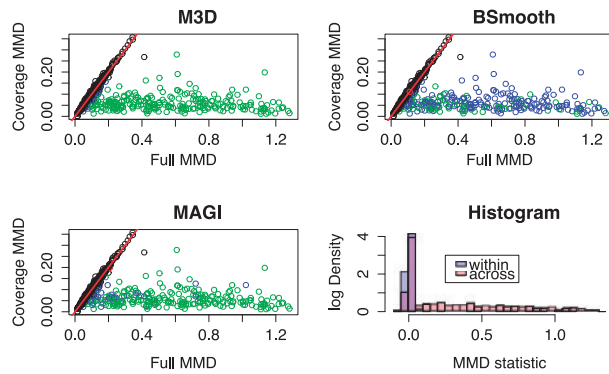 M3D
Coverage MMD
0.00
0.20
0.0
0.4
0.8
1.2
Full MMD
BSmooth
Coverage MMD
0.00
0.20
0.0
0.4
0.8
1.2
Full MMD
MAGI
Coverage MMD
0.00
0.20
0.0
0.4
0.8
1.2
Full MMD
Histogram
log Density
0
2
4
within
across
0.0
0.5
1.0
MMD statistic